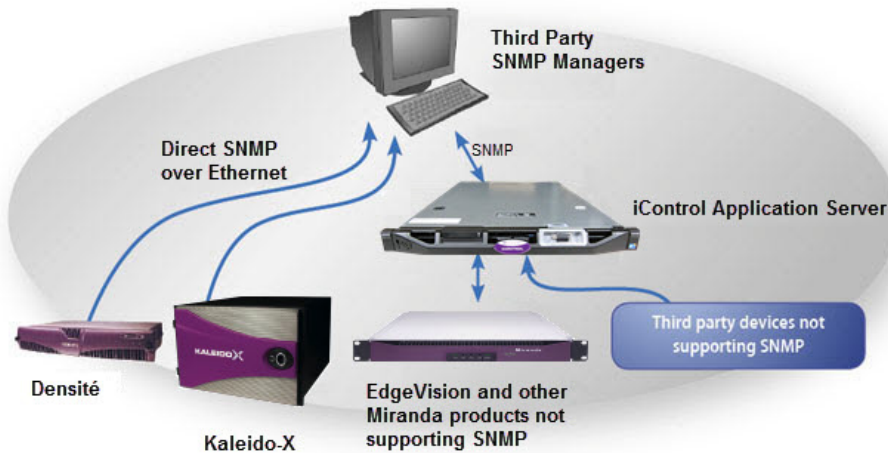 Third Party
SNMP Managers
Direct SNMP
over Ethernet
SNMP
iControl Application Server
KALEIDOX
Third party devices not
supporting SNMP
Densité
Kaleido-X
EdgeVision and other
Miranda products not
supporting SNMP